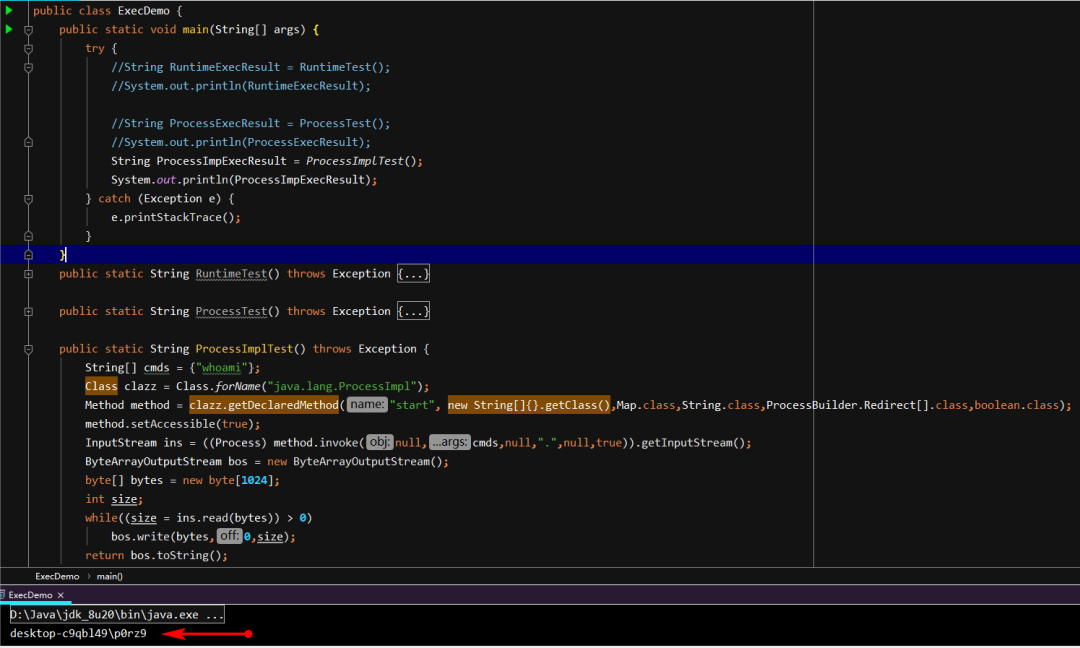 public class ExecDemo {
public static void main(String[] args) {
try {
//String RuntimeExecResult = RuntimeTest();
//System.out.println(RuntimeExecResult);
//String ProcessExecResult = ProcessTest();
//System.out.println(ProcessExecResult);
String ProcessImpExecResult = ProcessImplTest();
System.out.println(ProcessImpExecResult);
} catch (Exception e) {
e.printStackTrace();
}
}
public static String RuntimeTest() throws Exception {...}
public static String ProcessTest() throws Exception {...}
public static String ProcessImplTest() throws Exception {
String[] cmds = {"whoami"};
Class clazz = Class.forName("java.lang.ProcessImpl");
Method method = clazz.getDeclaredMethod( name: "start", new String[]{}.getClass(),Map.class,String.class,ProcessBuilder.Redirect[].class,boolean.class);
method.setAccessible(true);
InputStream ins = ((Process) method.invoke( obj: null, ...args: cmds,null,".",null,true)).getInputStream();
ByteArrayOutputStream bos = new ByteArrayOutputStream();
byte[] bytes = new byte[1024];
int size;
while((size = ins.read(bytes)) > 0)
bos.write(bytes, off: 0,size);
return bos.toString();
ExecDemo › main()
ExecDemo ×
D:\Java\jdk_8u20\bin\java.exe ...
desktop-c9qbl49\p0rz9